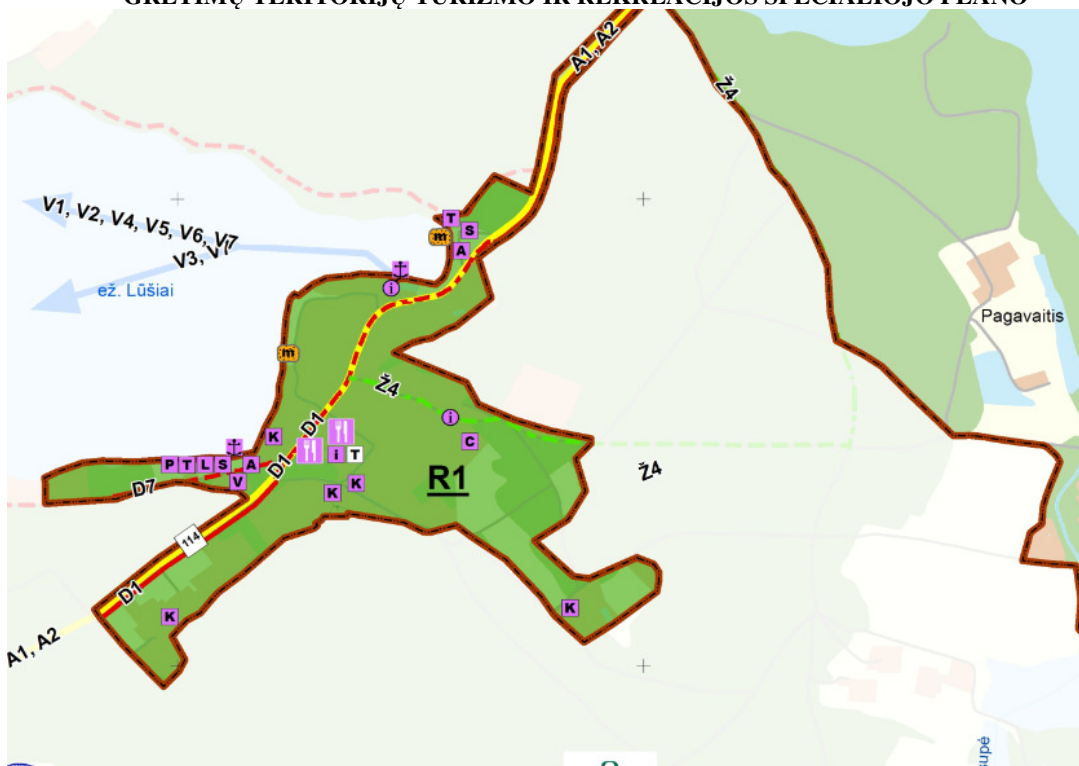 GRETIMŲ TERITORIJŲ TURIZMO IR REKREACIJOS SPECIALIOJO PLANO
A1, A2
Ž4
V1, V2, V4, V5, V6, V7
V3, V7
T
S
m
A
i
ež. Lūšiai
Pagavaitis
m
Ž4
i
D1
K
C
P T L S A
i T
D1
Ž4
V
D7
R1
K
K
114
D1
K
K
A1, A2
upė